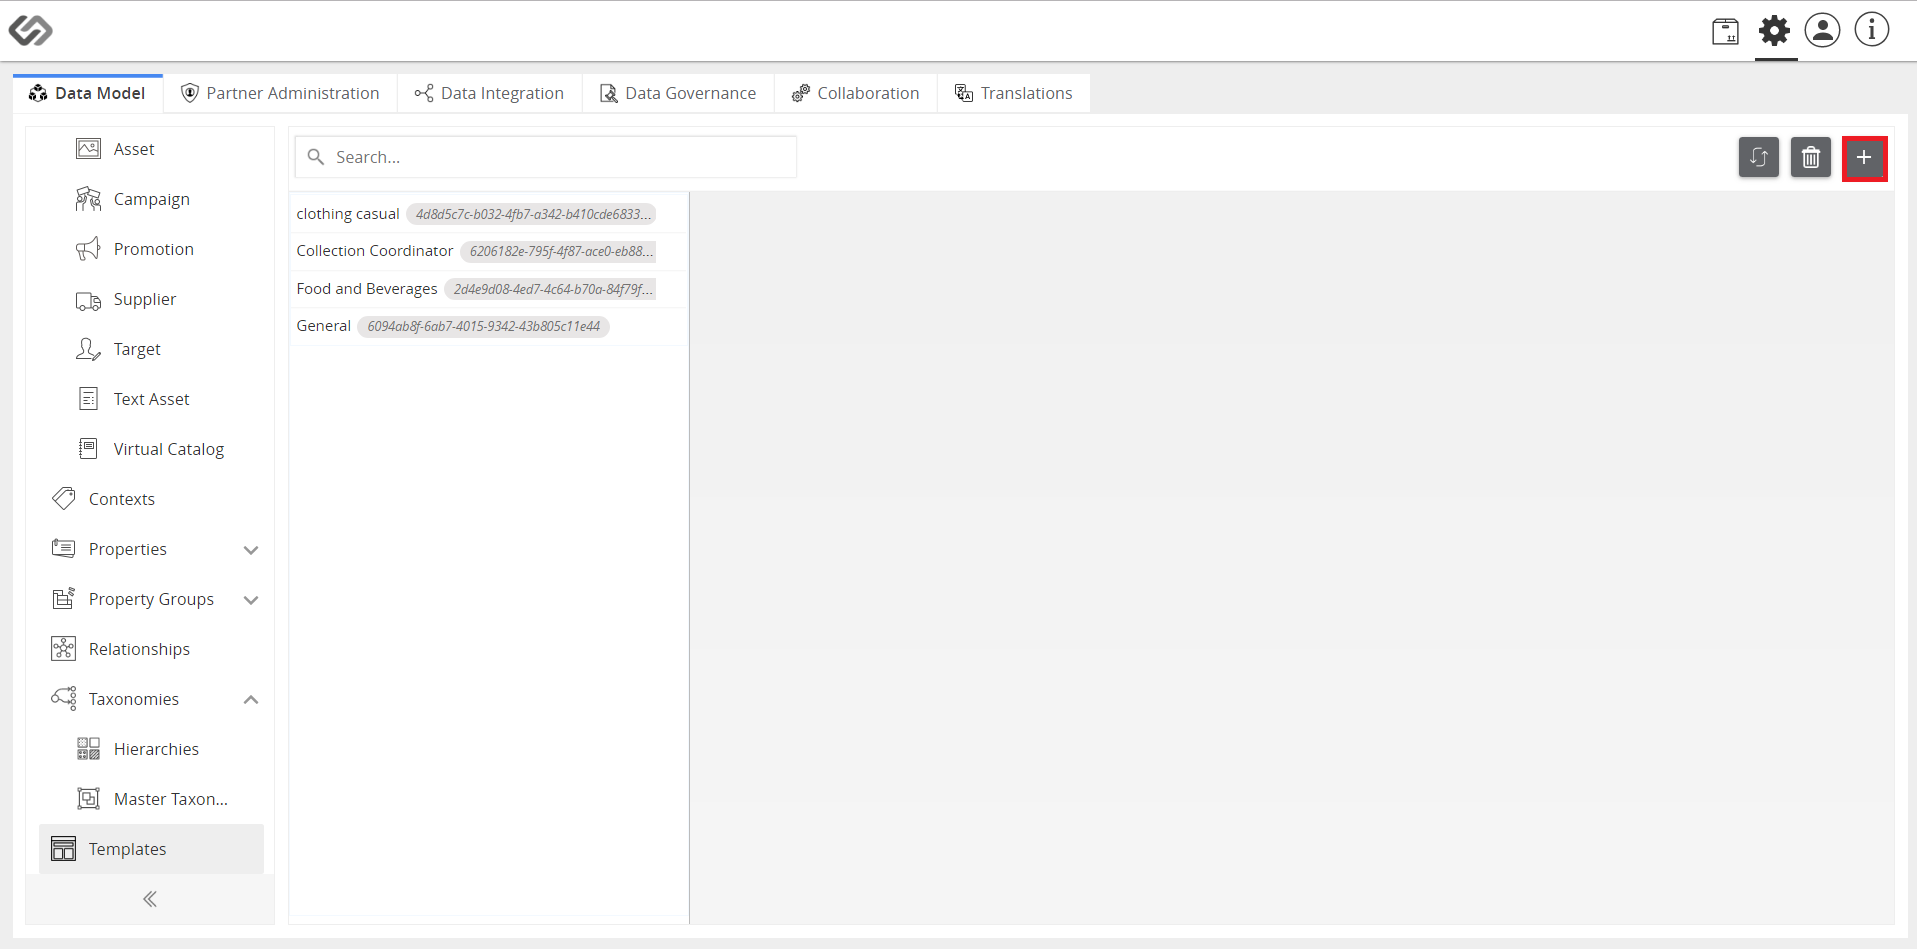 Data Model
Partner Administration
Data Integration
Data Governance
Collaboration
Translations
Asset
Campaign
Promotion
Supplier
Target
Text Asset
Virtual Catalog
Contexts
Properties
Property Groups
Relationships
Taxonomies
Hierarchies
Master Taxon...
Templates
Search...
clothing casual 4d8d5c7c-b032-4fb7-a342-b410cde6833...
Collection Coordinator 6206182e-795f-4f87-ace0-eb88...
Food and Beverages 2d4e9d08-4ed7-4c64-b70a-84f79f...
General 6094ab8f-6ab7-4015-9342-43b805c11e44